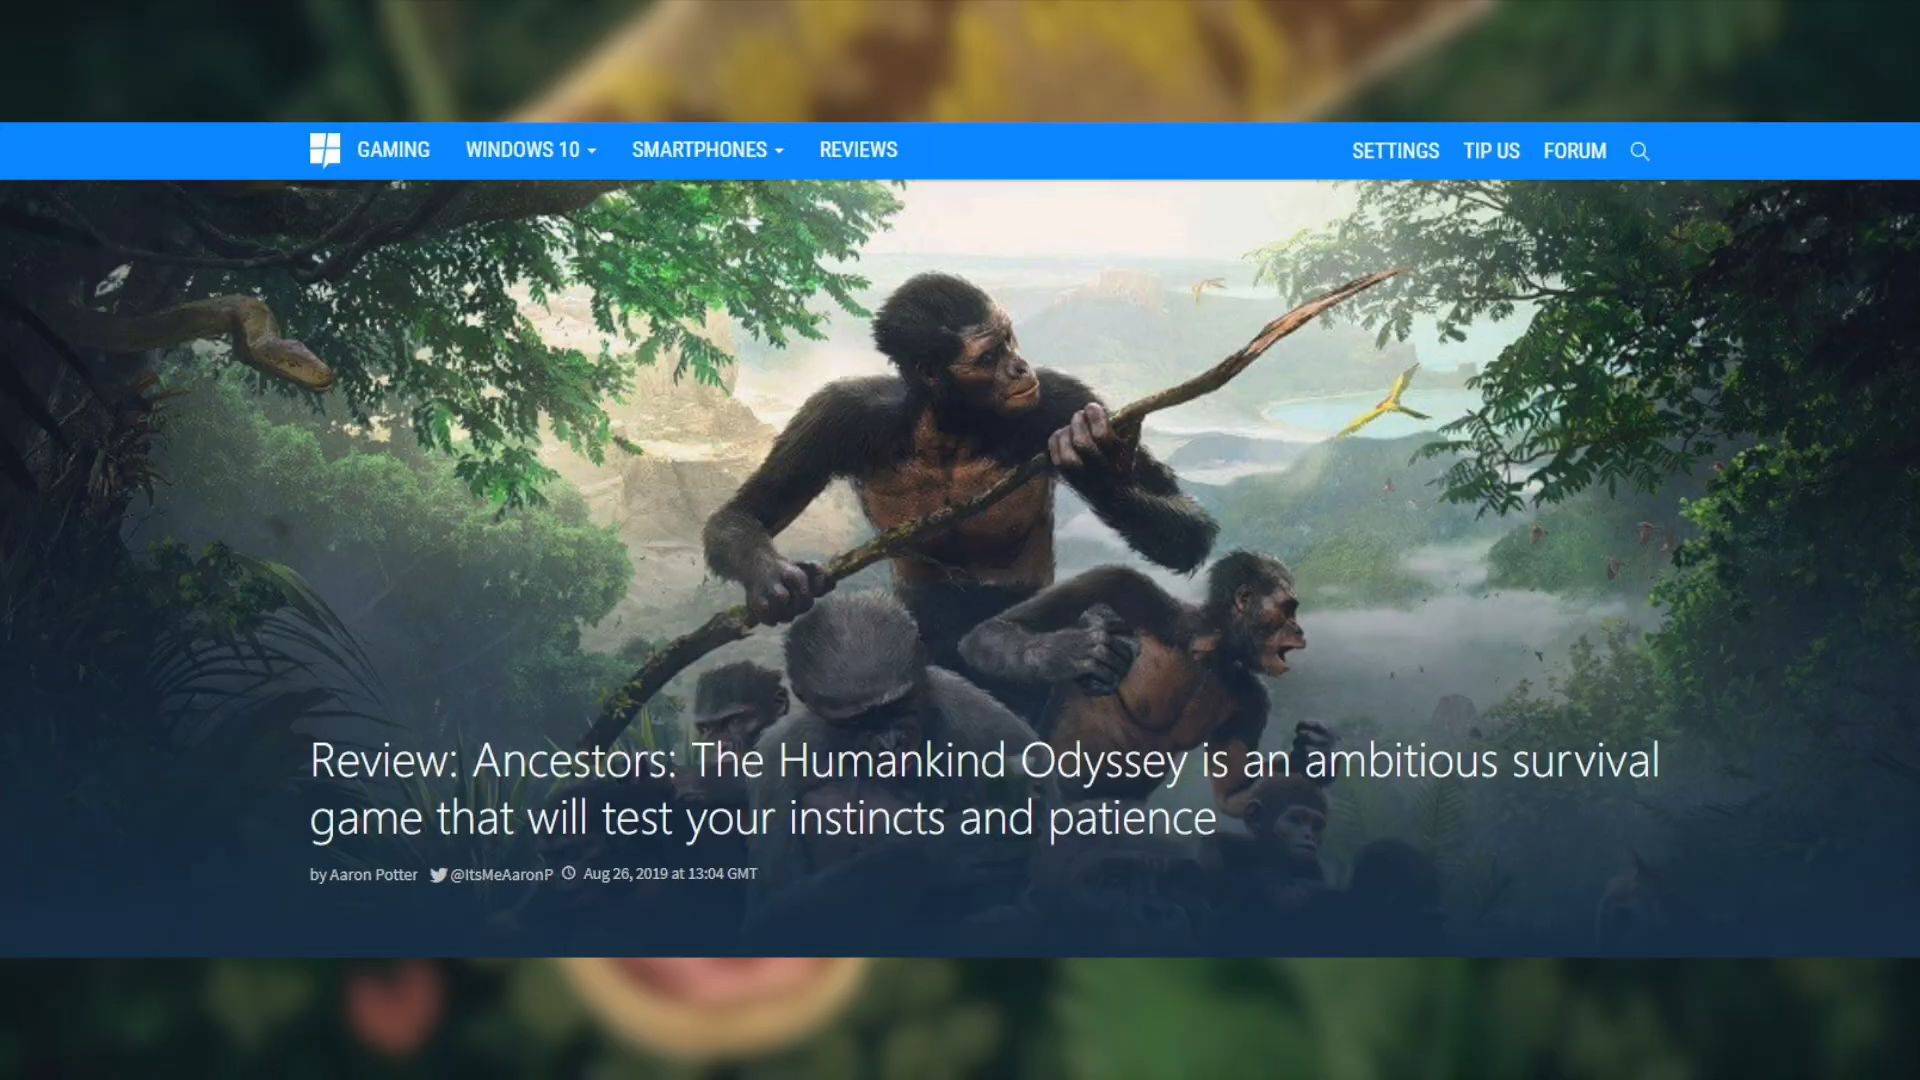 GAMING WINDOWS 10 SMARTPHONES REVIEWS SETTINGS TIP US FORUM
Review: Ancestors: The Humankind Odyssey is an ambitious survival
game that will test your instincts and patience
by Aaron Potter @ItsMeAaronP Aug 26, 2019 at 13:04 GMT